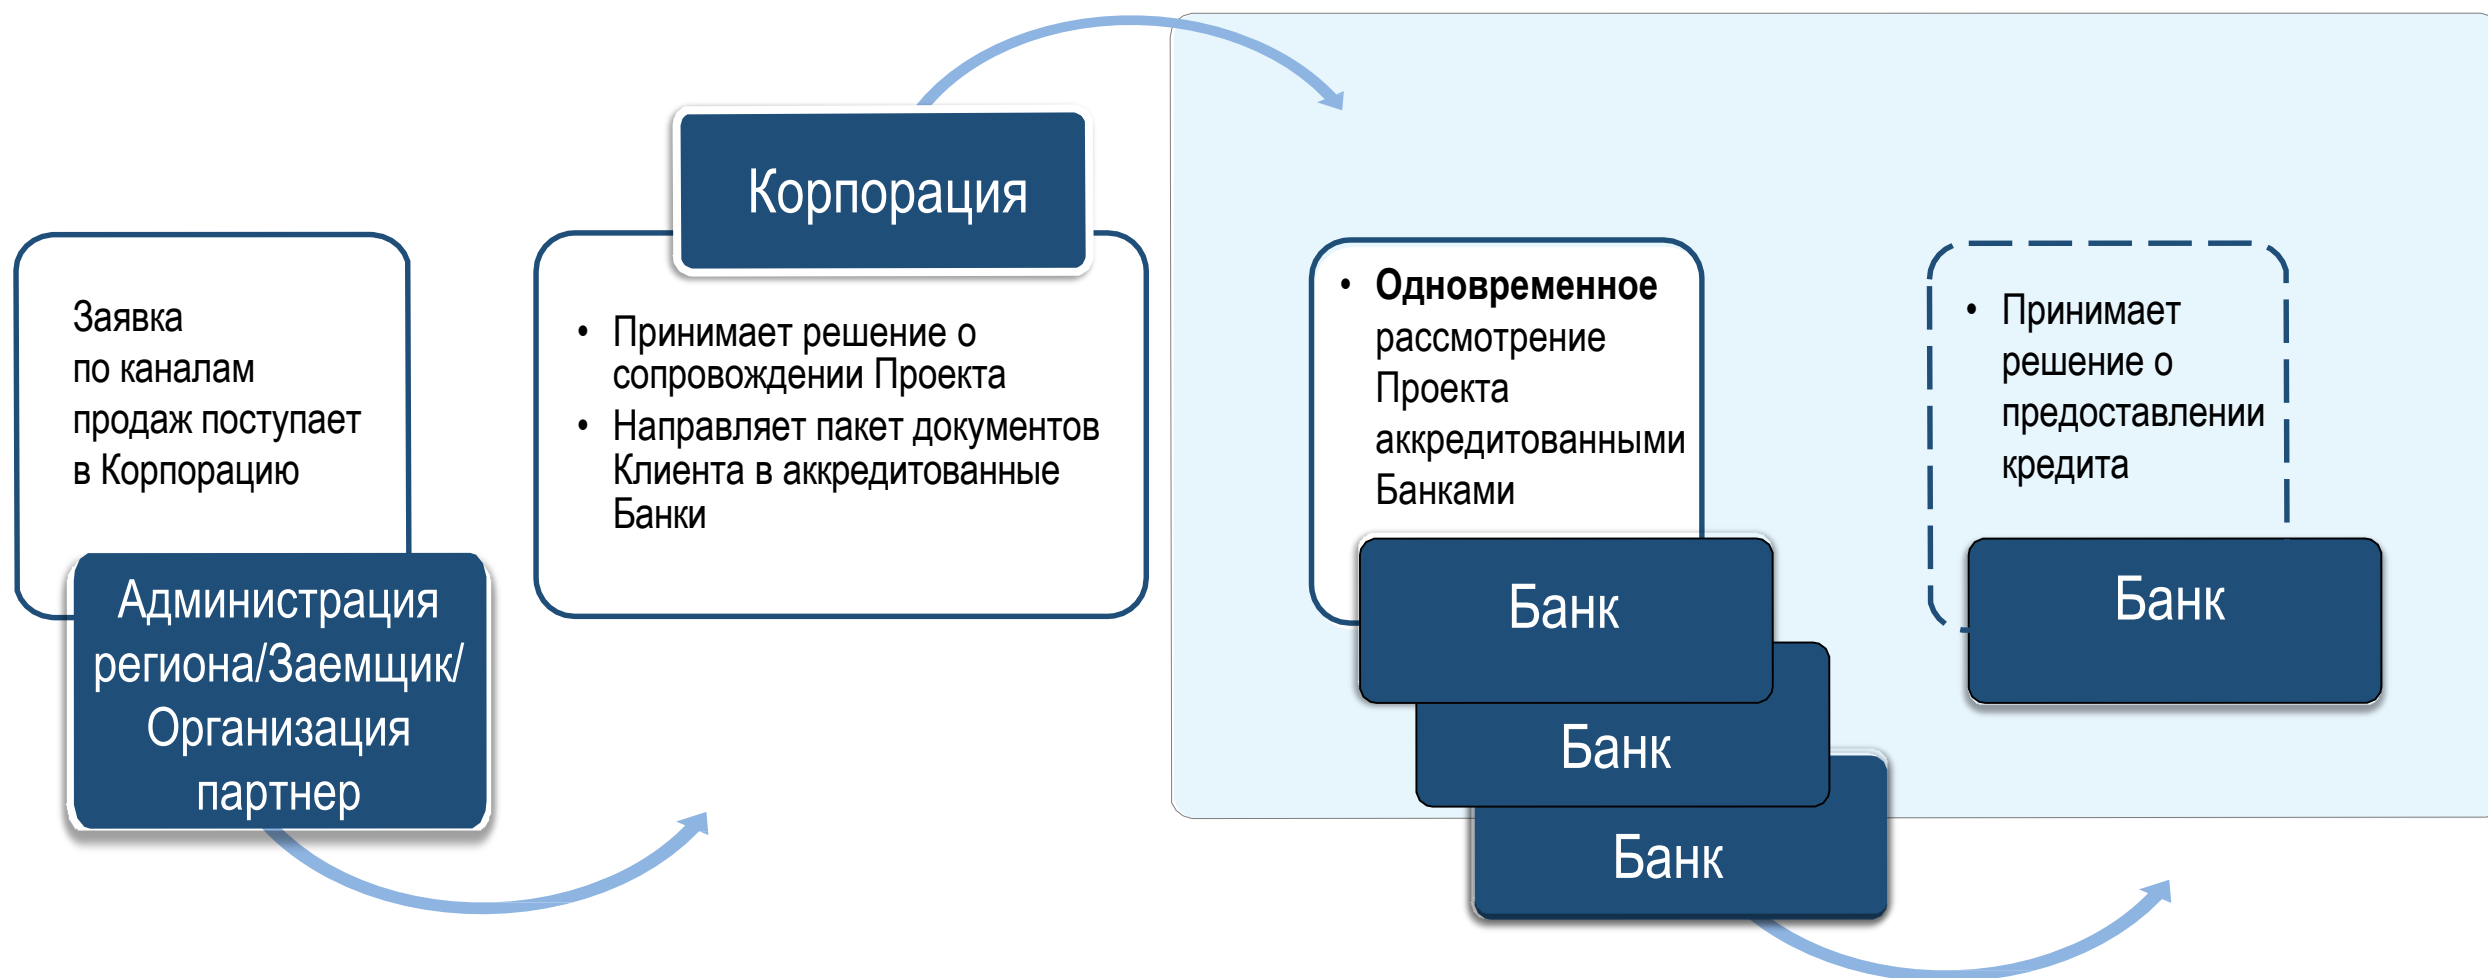 Заявка
по каналам
продаж поступает
в Корпорацию
Администрация
региона/Заемщик/
Организация
партнер
Корпорация
• Принимает решение о
сопровождении Проекта
• Направляет пакет документов
Клиента в аккредитованные
Банки
• Одновременное
рассмотрение
Проекта
аккредитованными
Банками
Банк
Банк
Банк
• Принимает
решение о
предоставлении
кредита
Банк